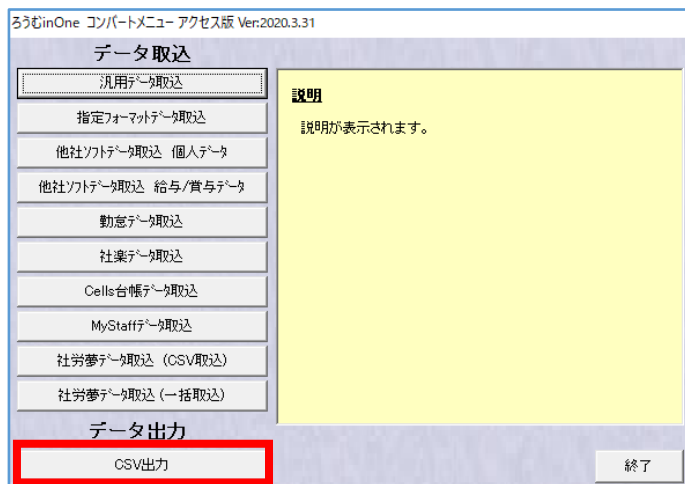 ろうむinOne コンバートメニュー アクセス版 Ver:2020.3.31
データ取込
汎用ﾃﾞｰﾀ取込
指定ﾌｫｰﾏｯﾄﾃﾞｰﾀ取込
他社ｿﾌﾄﾃﾞｰﾀ取込 個人ﾃﾞｰﾀ
他社ｿﾌﾄﾃﾞｰﾀ取込 給与/賞与ﾃﾞｰﾀ
勤怠ﾃﾞｰﾀ取込
社楽ﾃﾞｰﾀ取込
Cells台帳ﾃﾞｰﾀ取込
MyStaffﾃﾞｰﾀ取込
社労夢ﾃﾞｰﾀ取込（CSV取込）
社労夢ﾃﾞｰﾀ取込(一括取込)
データ出力
CSV出力
説明
説明が表示されます。
終了